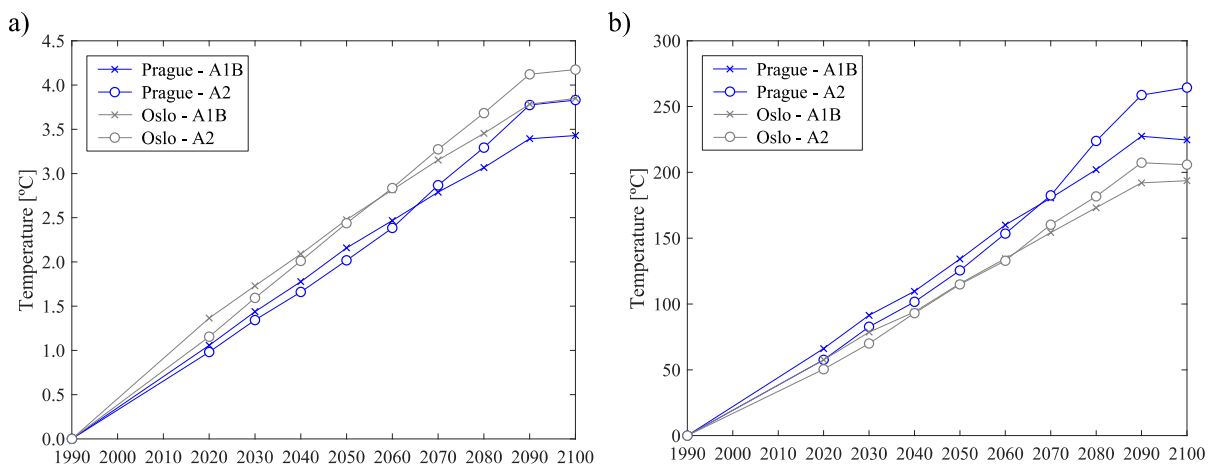 a)
4.5
4.0
3.5
3.0
2.5
2.0
1.5
1.0
0.5
0.0
Temperature [ºC]
Prague - A1B
Prague - A2
Oslo - A1B
Oslo - A2
1990 2000 2010 2020 2030 2040 2050 2060 2070 2080 2090 2100
b)
300
250
200
150
100
50
0
Temperature [ºC]
Prague - A1B
Prague - A2
Oslo - A1B
Oslo - A2
1990 2000 2010 2020 2030 2040 2050 2060 2070 2080 2090 2100